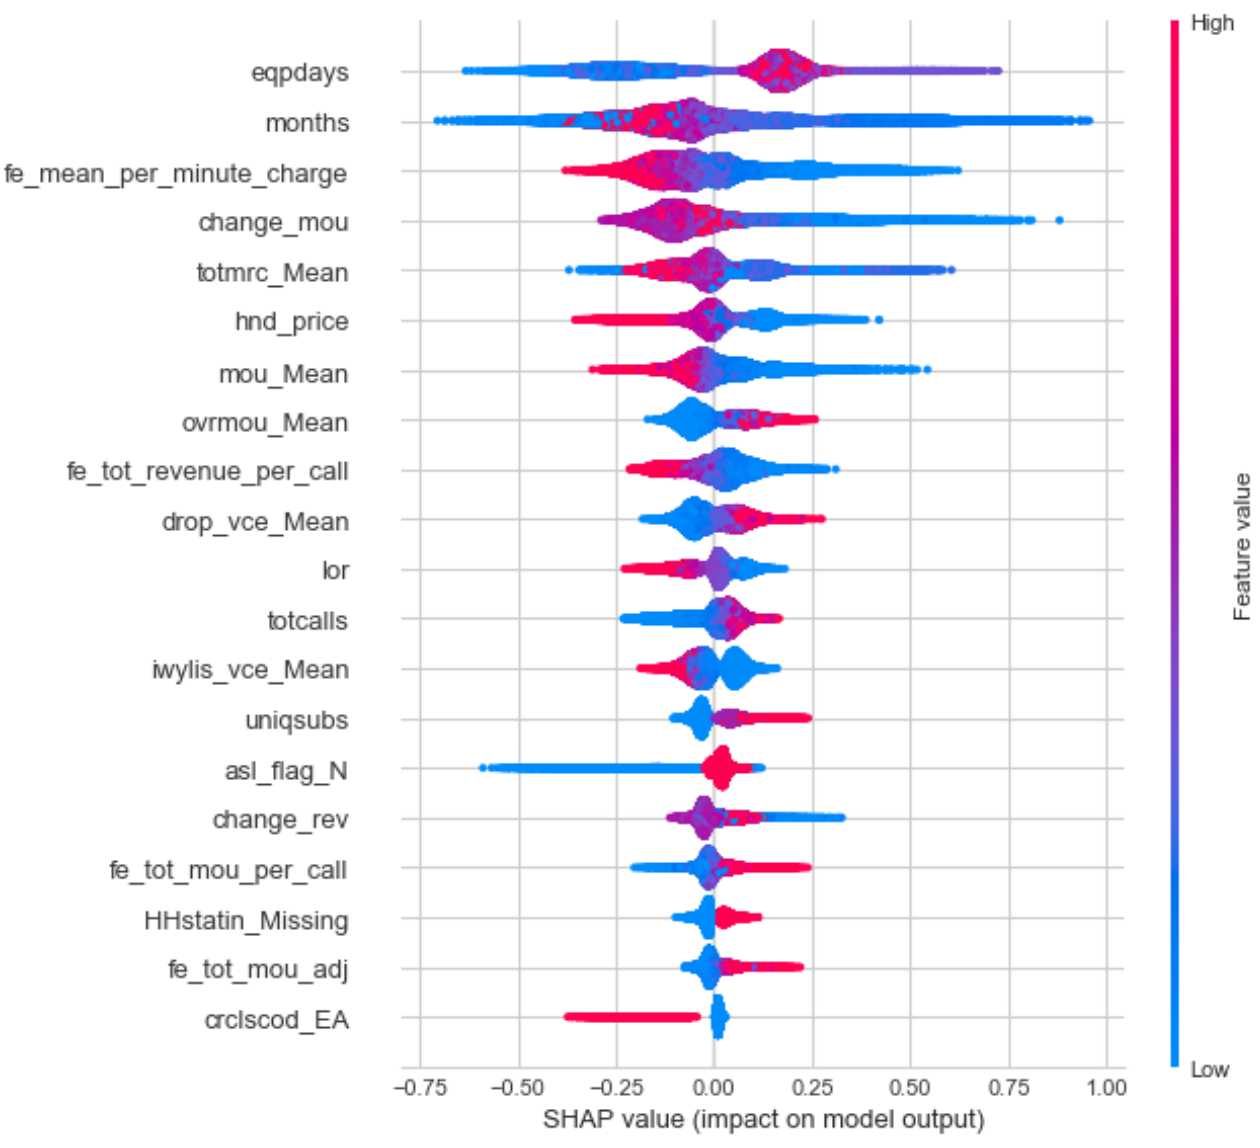 High
eqpdays
months
fe_mean_per_minute_charge
change_mou
totmrc_Mean
hnd_price
mou_Mean
ovrmou_Mean
fe_tot_revenue_per_call
drop_vce_Mean
lor
totcalls
iwylis_vce_Mean
uniqsubs
asl_flag_N
change_rev
fe_tot_mou_per_call
HHstatin_Missing
fe_tot_mou_adj
crclscod_EA
Feature value
Low
−0.75 −0.50 −0.25 0.00 0.25 0.50 0.75 1.00
SHAP value (impact on model output)